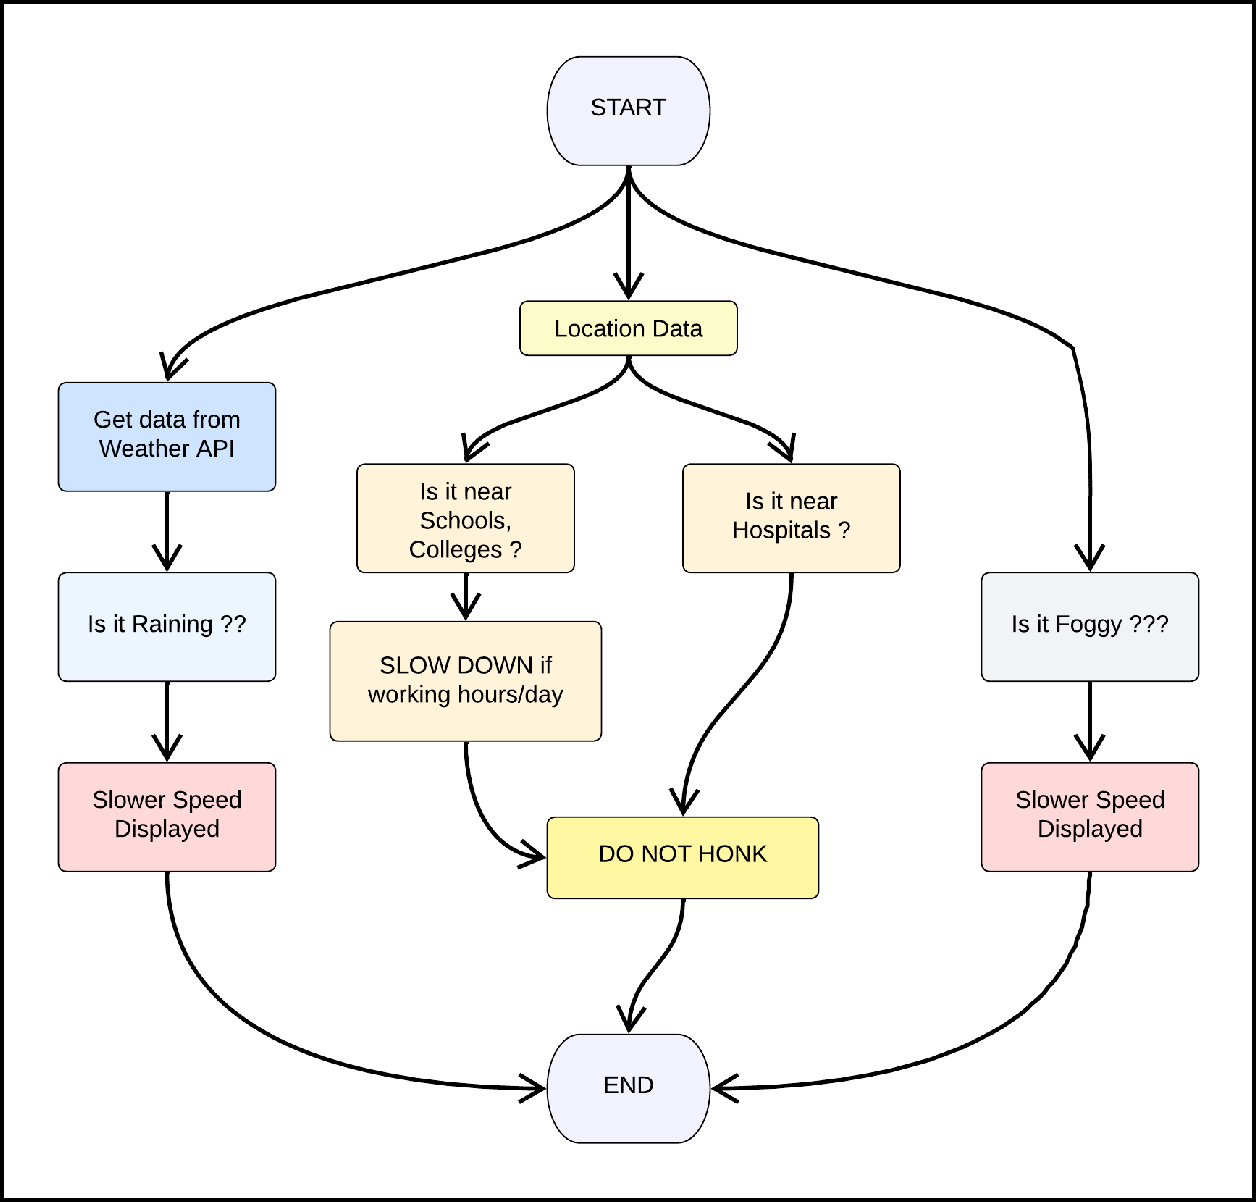 START
Location Data
Get data from
Weather API
Is it near
Schools,
Colleges ?
Is it near
Hospitals ?
Is it Raining ??
Is it Foggy ???
SLOW DOWN if
working hours/day
Slower Speed
Displayed
Slower Speed
Displayed
DO NOT HONK
END